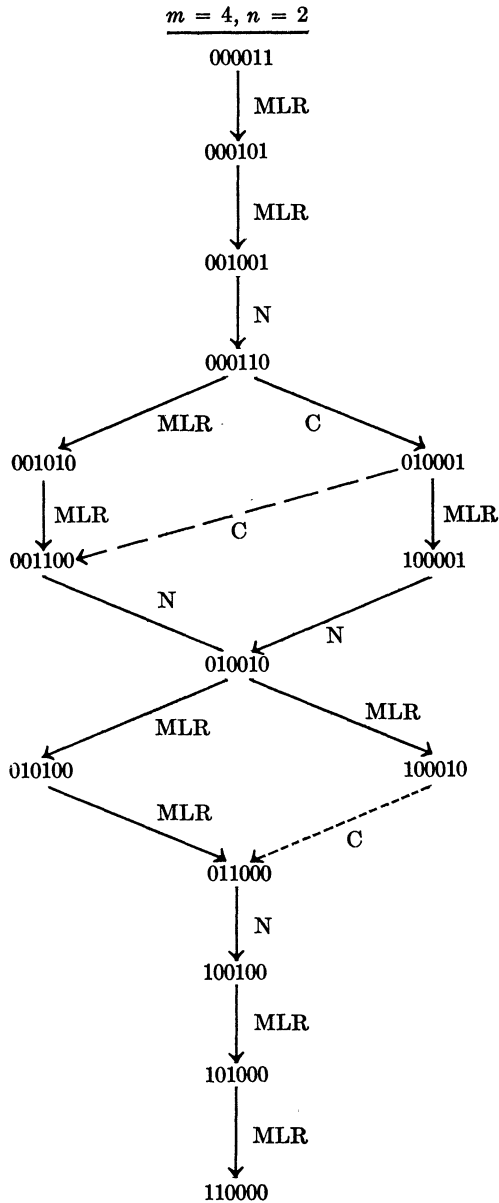 m = 4, n = 2
000011
MLR
000101
MLR
001001
N
000110
MLR C
001010 010001
MLR C MLR
001100 100001
N N
010010
MLR MLR
010100 100010
MLR C
011000
N
100100
MLR
101000
MLR
110000